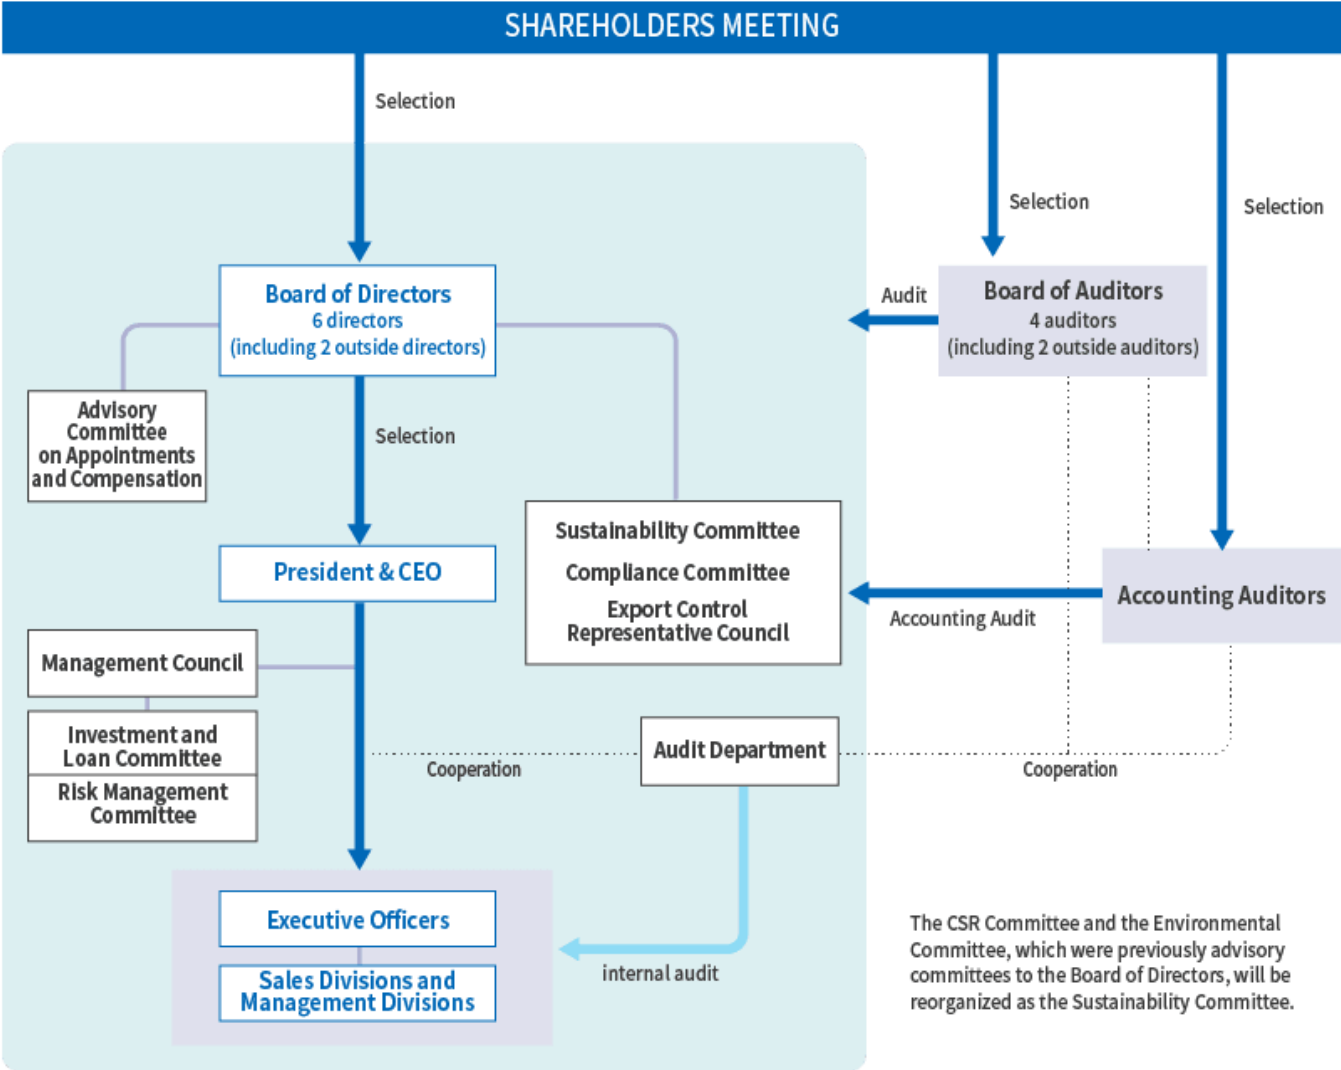 SHAREHOLDERS MEETING
Selection
Selection
Selection
Board of Directors
6 directors
(including 2 outside directors)
Audit
Board of Auditors
4 auditors
(including 2 outside auditors)
Advisory
Committee
on Appointments
and Compensation
Selection
Sustainability Committee
Compliance Committee
Export Control
Representative Council
President & CEO
Accounting Auditors
Accounting Audit
Management Council
Investment and
Loan Committee
Risk Management
Committee
Audit Department
Cooperation
Cooperation
Executive Officers
Sales Divisions and
Management Divisions
internal audit
The CSR Committee and the Environmental
Committee, which were previously advisory
committees to the Board of Directors, will be
reorganized as the Sustainability Committee.